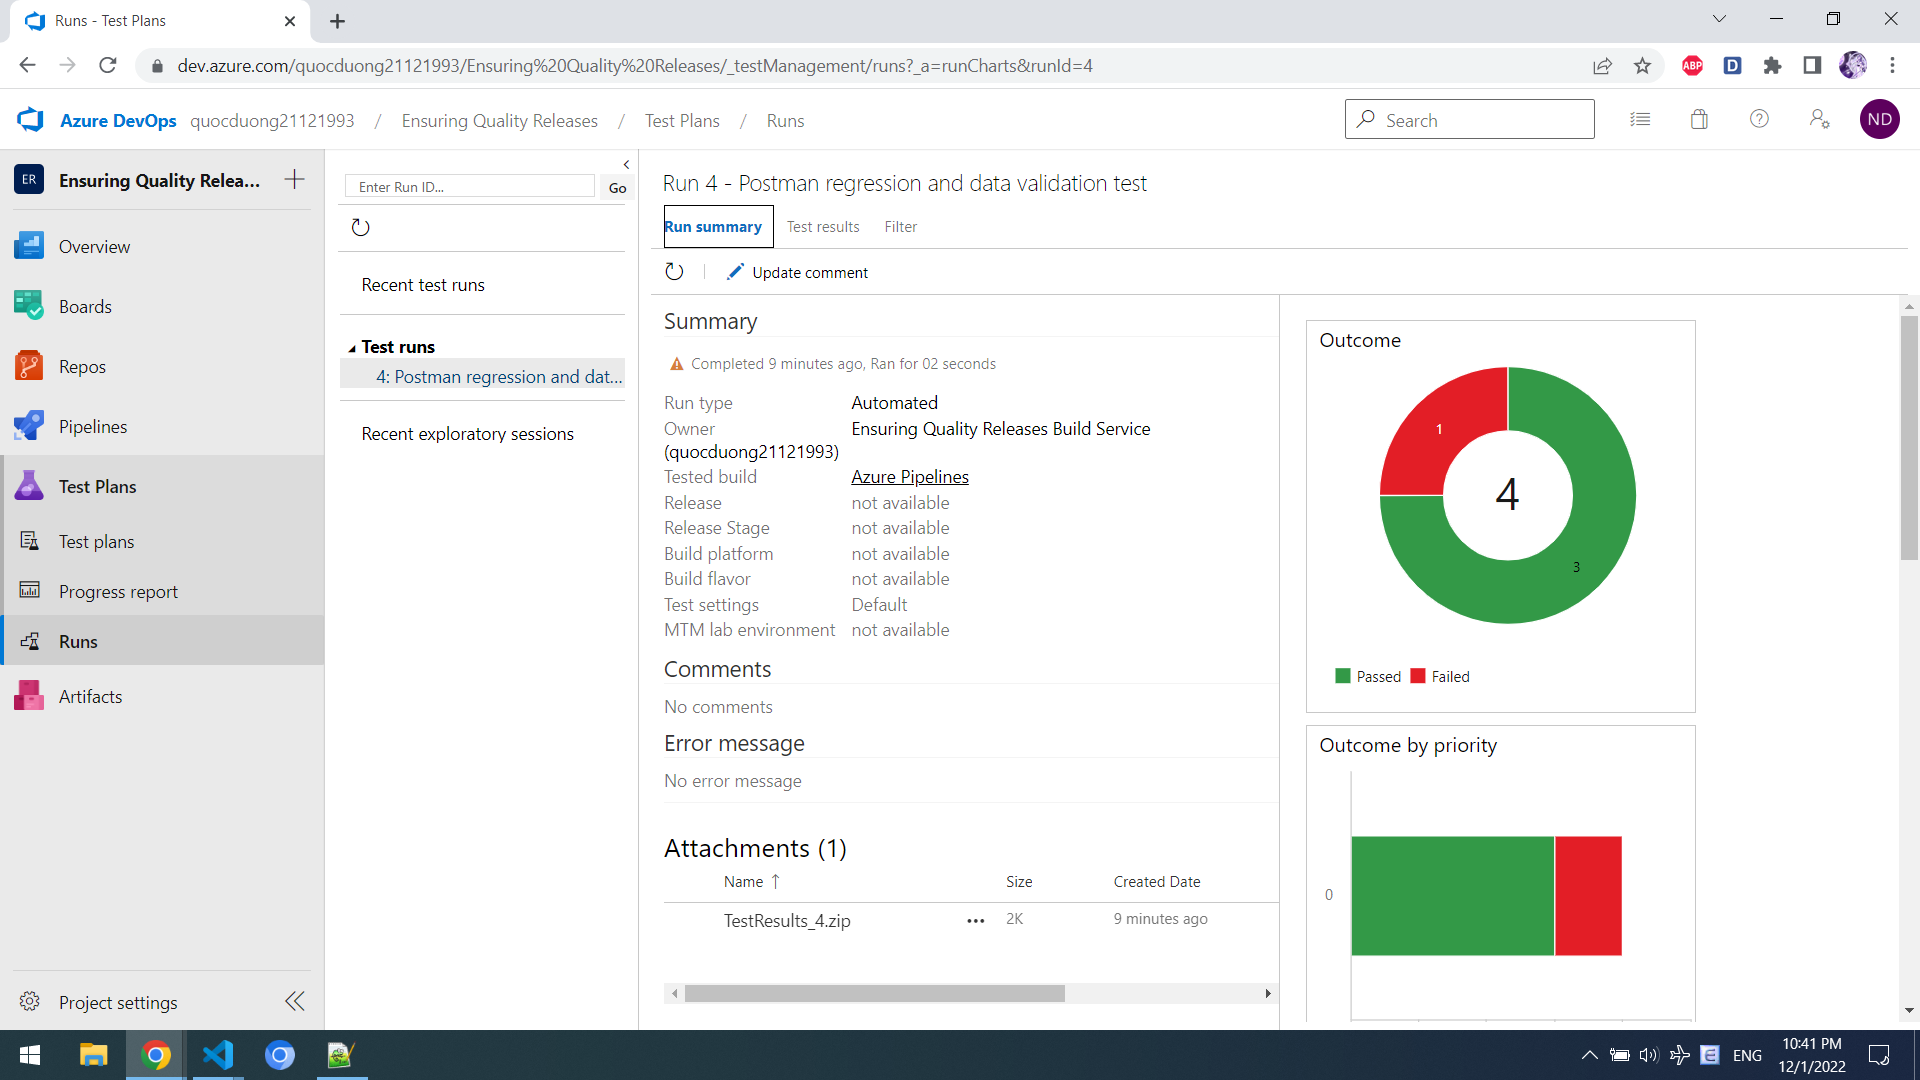 Runs - Test Plans
dev.azure.com/quocduong21121993/Ensuring%20Quality%20Releases/_testManagement/runs?_a=runCharts&runId=4
ABP
D
Azure DevOps quocduong21121993 / Ensuring Quality Releases / Test Plans / Runs
Search
ND
ER
Ensuring Quality Relea...
Overview
Boards
Repos
Pipelines
Test Plans
Test plans
Progress report
Runs
Artifacts
Project settings
Enter Run ID...
Go
Recent test runs
Test runs
4: Postman regression and dat...
Recent exploratory sessions
Run 4 - Postman regression and data validation test
Run summary Test results Filter
Update comment
Summary
Completed 9 minutes ago, Ran for 02 seconds
Run type Automated
Owner Ensuring Quality Releases Build Service
(quocduong21121993)
Tested build Azure Pipelines
Release not available
Release Stage not available
Build platform not available
Build flavor not available
Test settings Default
MTM lab environment not available
Comments
No comments
Error message
No error message
Attachments (1)
Name ↑ Size Created Date
TestResults_4.zip ... 2K 9 minutes ago
Outcome
1
4
3
Passed Failed
Outcome by priority
0
ENG
10:41 PM
12/1/2022